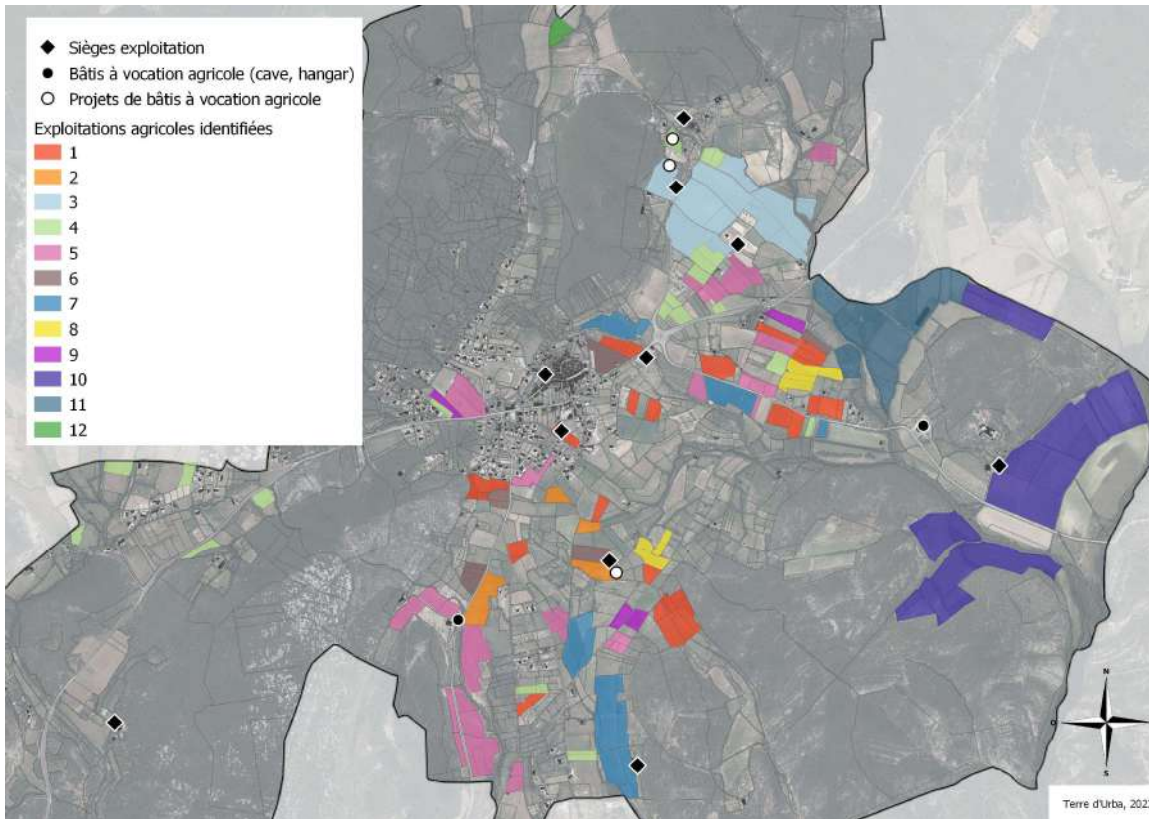 Sièges exploitation
Bâtis à vocation agricole (cave, hangar)
Projets de bâtis à vocation agricole
Exploitations agricoles identifiées
1
2
3
4
5
6
7
8
9
10
11
12
N
O
S
Terre d'Urba,